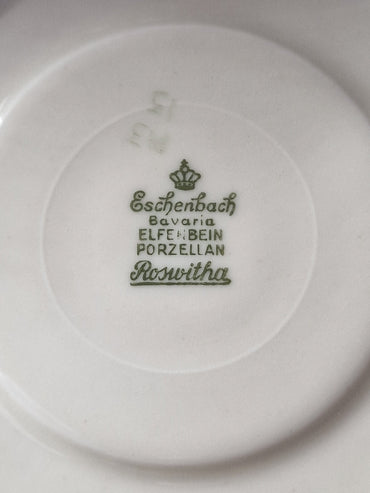 Eschenbach
Bavaria
ELFENBEIN
PORZELLAN
Roswitha